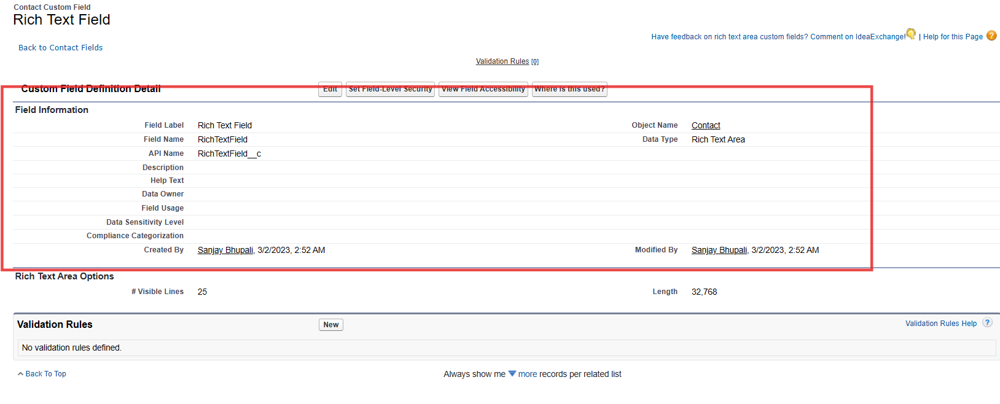 Contact Custom Field
Rich Text Field
Have feedback on rich text area custom fields? Comment on IdeaExchange! | Help for this Page ?
Back to Contact Fields
Validation Rules [0]
Custom Field Definition Detail Edit Set Field-Level Security View Field Accessibility Where is this used?
Field Information
Field Label Rich Text Field Object Name Contact
Field Name RichTextField Data Type Rich Text Area
API Name RichTextField__c
Description
Help Text
Data Owner
Field Usage
Data Sensitivity Level
Compliance Categorization
Created By Sanjay Bhupali, 3/2/2023, 2:52 AM Modified By Sanjay Bhupali, 3/2/2023, 2:52 AM
Rich Text Area Options
# Visible Lines 25 Length 32,768
Validation Rules New Validation Rules Help ?
No validation rules defined.
Back To Top Always show me more records per related list